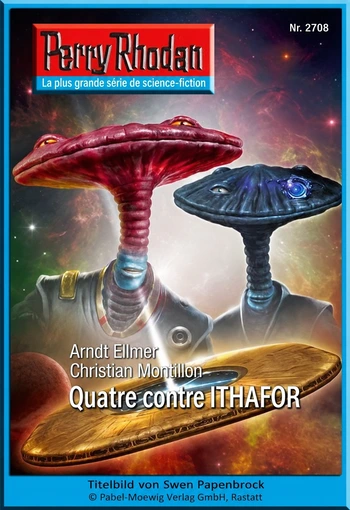 Perry Rhodan
Nr. 2708
La plus grande série de science-fiction
Arndt Ellmer
Christian Montillon
Quatre contre ITHAFOR
Titelbild von Swen Papenbrock
© Pabel-Moewig Verlag GmbH, Rastatt